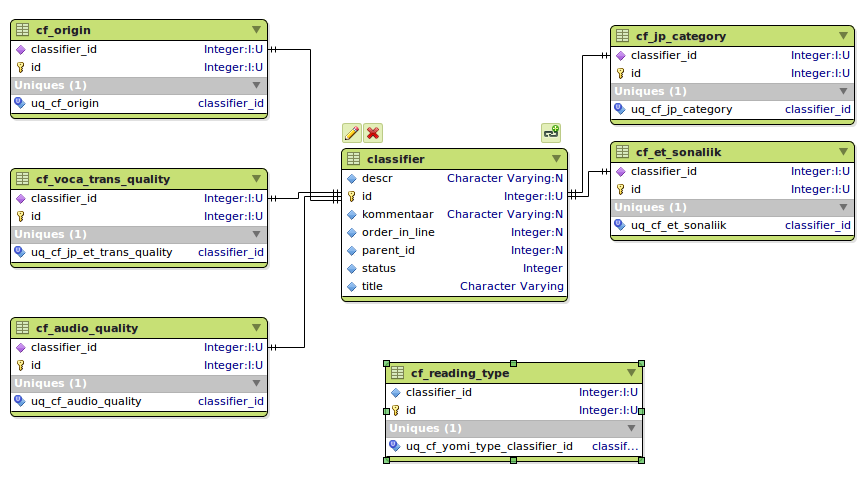 cf_origin
classifier_id Integer:I:U
id Integer:I:U
Uniques (1)
uq_cf_origin classifier_id
cf_voca_trans_quality
classifier_id Integer:I:U
id Integer:I:U
Uniques (1)
uq_cf_jp_et_trans_quality classifier_id
cf_audio_quality
classifier_id Integer:I:U
id Integer:I:U
Uniques (1)
uq_cf_audio_quality classifier_id
classifier
descr Character Varying:N
id Integer:I:U
kommentaar Character Varying:N
order_in_line Integer:N
parent_id Integer:N
status Integer
title Character Varying
cf_reading_type
classifier_id Integer:I:U
id Integer:I:U
Uniques (1)
uq_cf_yomi_type_classifier_id classif...
cf_jp_category
classifier_id Integer:I:U
id Integer:I:U
Uniques (1)
uq_cf_jp_category classifier_id
cf_et_sonaliik
classifier_id Integer:I:U
id Integer:I:U
Uniques (1)
uq_cf_et_sonaliik classifier_id